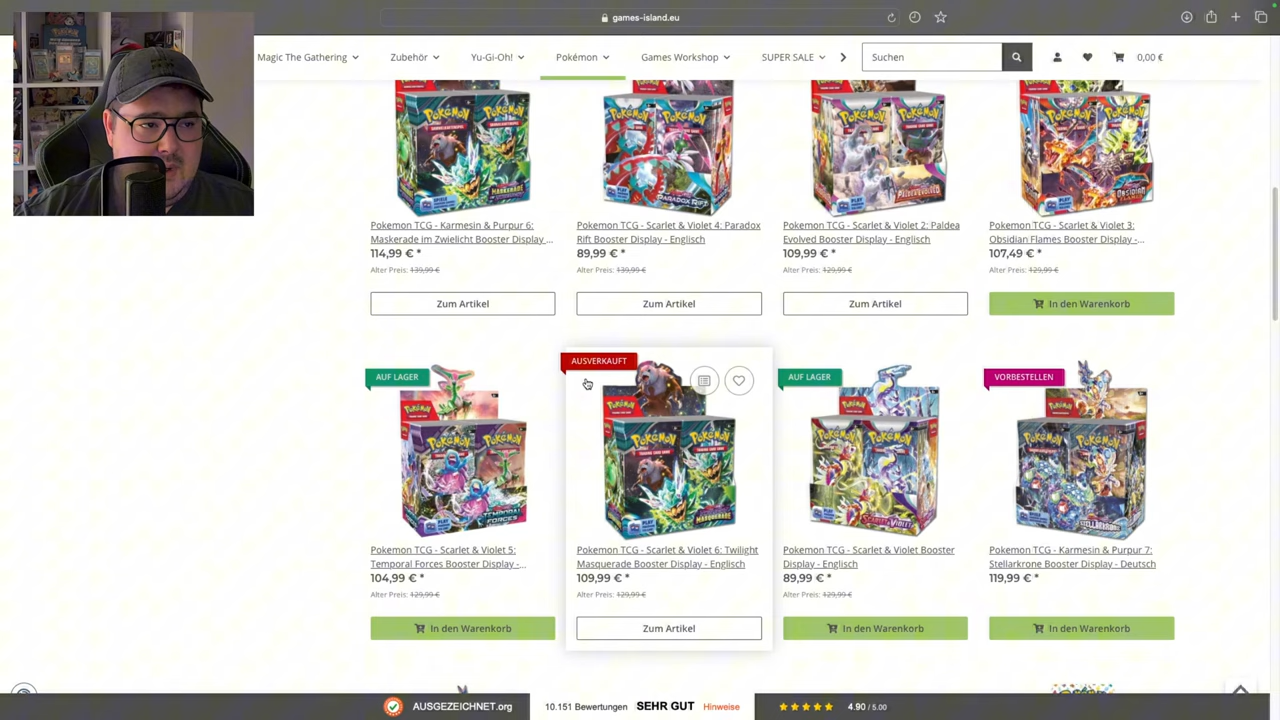 games-island.eu
Magic The Gathering
Zubehör
Yu-Gi-Oh!
Pokémon
Games Workshop
SUPER SALE
Suchen
0,00 €
Pokemon TCG - Karmesin & Purpur 6:
Maskerade im Zwielicht Booster Display ...
114,99 € *
Alter Preis: 139,99 €
Zum Artikel
Pokemon TCG - Scarlet & Violet 4: Paradox
Rift Booster Display - Englisch
89,99 € *
Alter Preis: 139,99 €
Zum Artikel
Pokemon TCG - Scarlet & Violet 2: Paldea
Evolved Booster Display - Englisch
109,99 € *
Alter Preis: 129,99 €
Zum Artikel
Pokemon TCG - Scarlet & Violet 3:
Obsidian Flames Booster Display -...
107,49 € *
Alter Preis: 129,99 €
In den Warenkorb
AUF LAGER
POKÉMON
TEMPORAL FORCES
Pokemon TCG - Scarlet & Violet 5:
Temporal Forces Booster Display -...
104,99 € *
Alter Preis: 129,99 €
In den Warenkorb
AUSVERKAUFT
Pokemon TCG - Scarlet & Violet 6: Twilight
Masquerade Booster Display - Englisch
109,99 € *
Alter Preis: 129,99 €
Zum Artikel
AUF LAGER
SCARLET & VIOLET
Pokemon TCG - Scarlet & Violet Booster
Display - Englisch
89,99 € *
Alter Preis: 129,99 €
In den Warenkorb
VORBESTELLEN
STELLARKRONE
Pokemon TCG - Karmesin & Purpur 7:
Stellarkrone Booster Display - Deutsch
119,99 € *
In den Warenkorb
AUSGEZEICHNET.org
10.151 Bewertungen SEHR GUT Hinweise
4.90 / 5.00